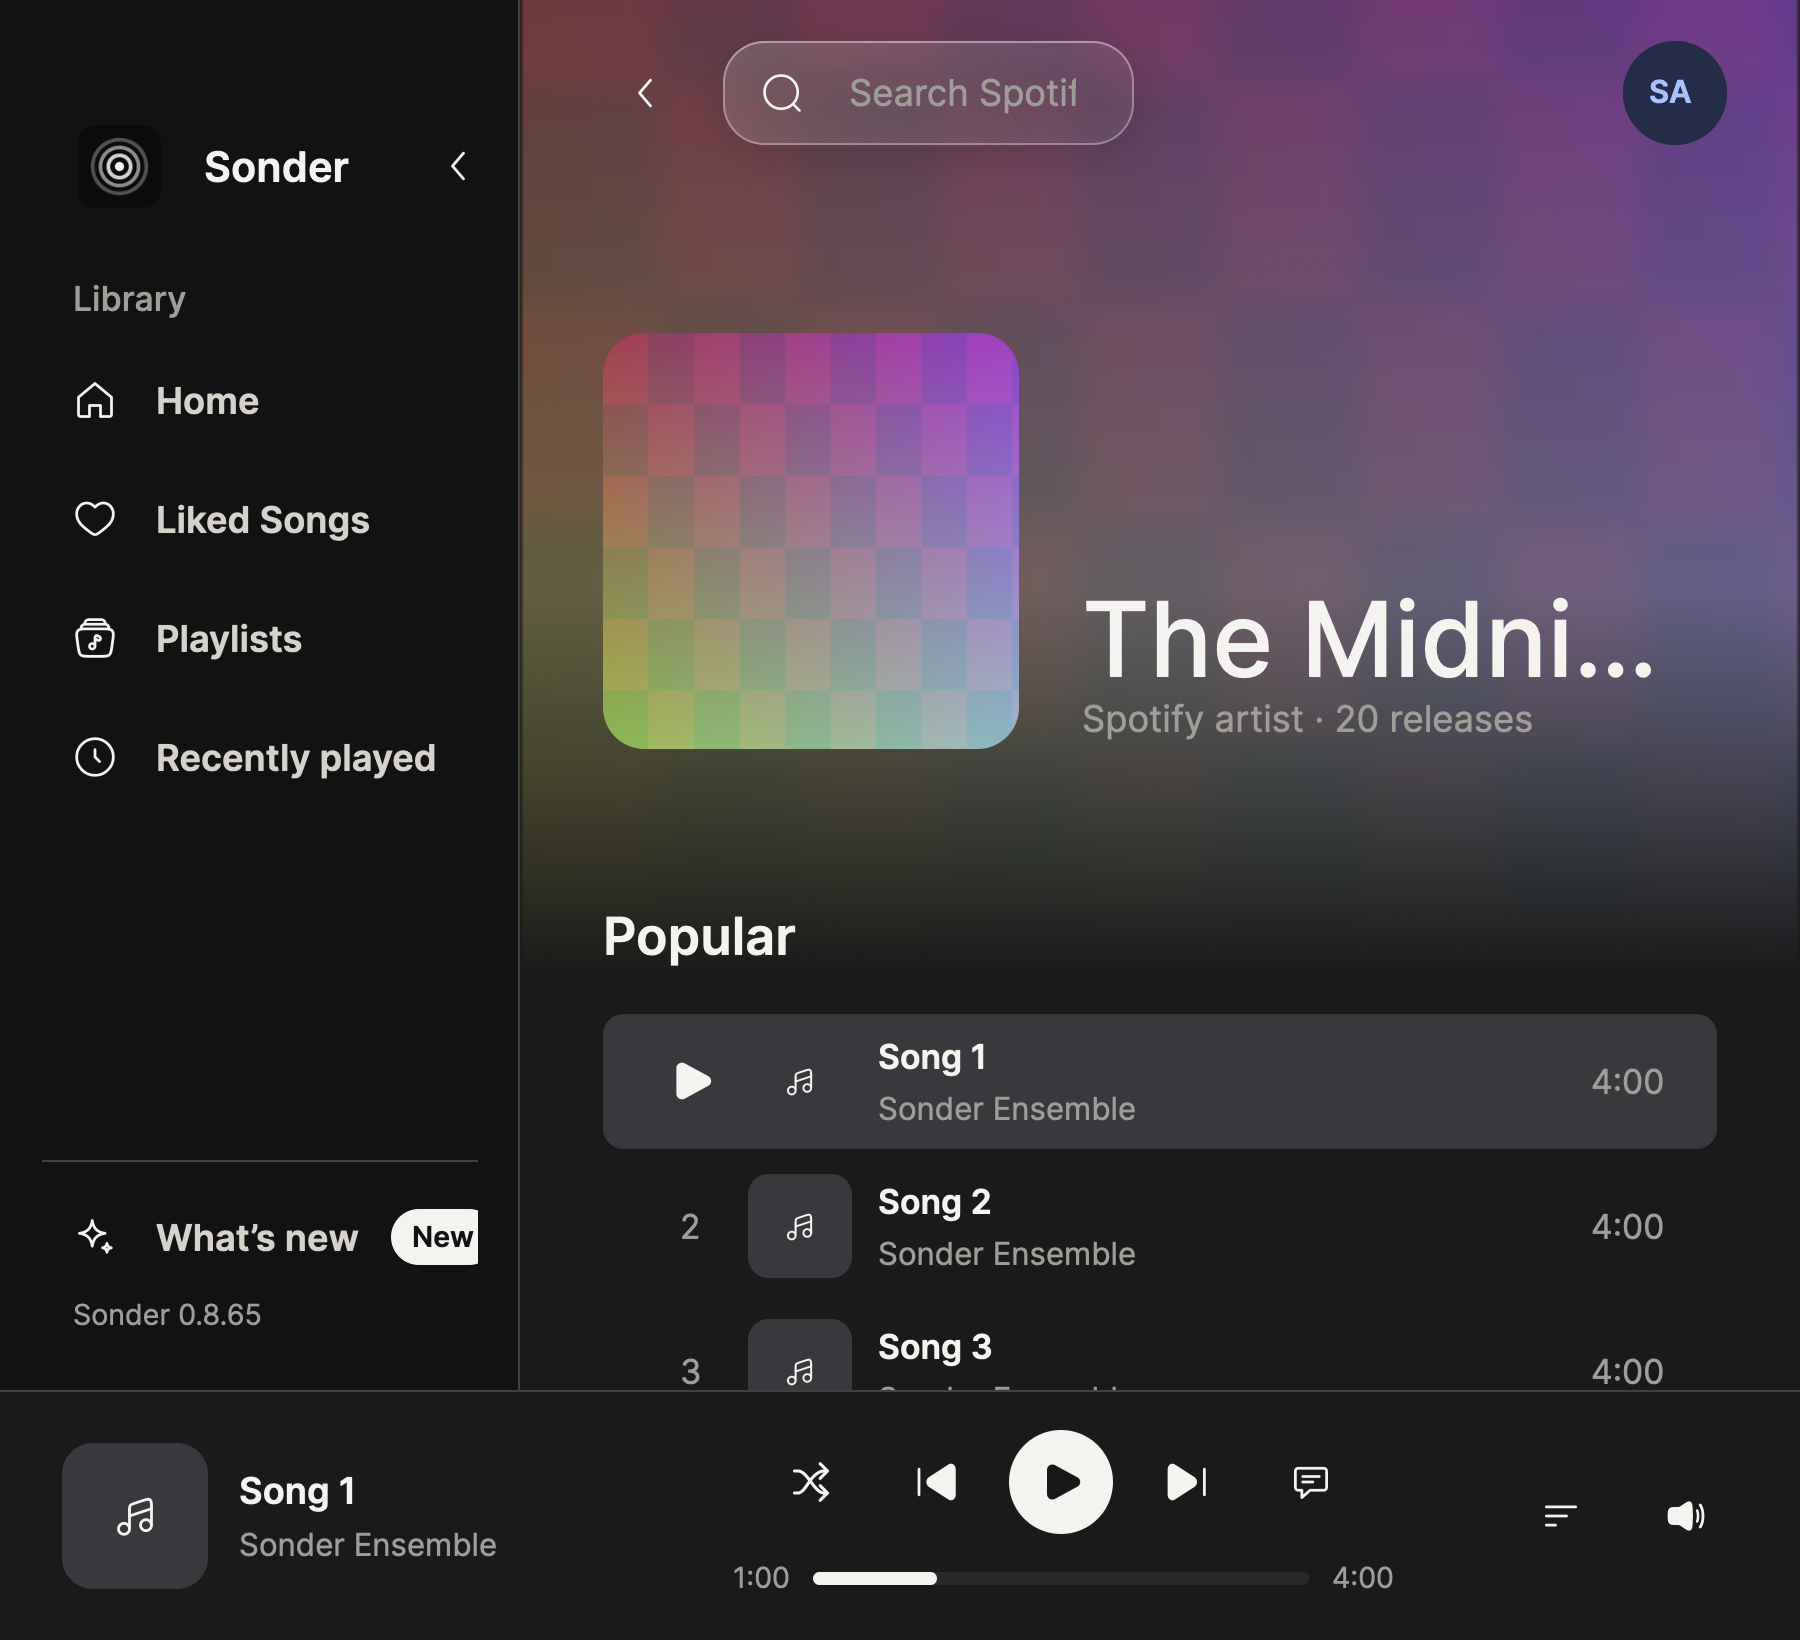 Search Spotif
SA
Sonder
Library
Home
Liked Songs
Playlists
Recently played
The Midni...
Spotify artist · 20 releases
Popular
Song 1
Sonder Ensemble
4:00
2
Song 2
Sonder Ensemble
4:00
3
Song 3
4:00
What’s new
New
Sonder 0.8.65
Song 1
Sonder Ensemble
1:00
4:00